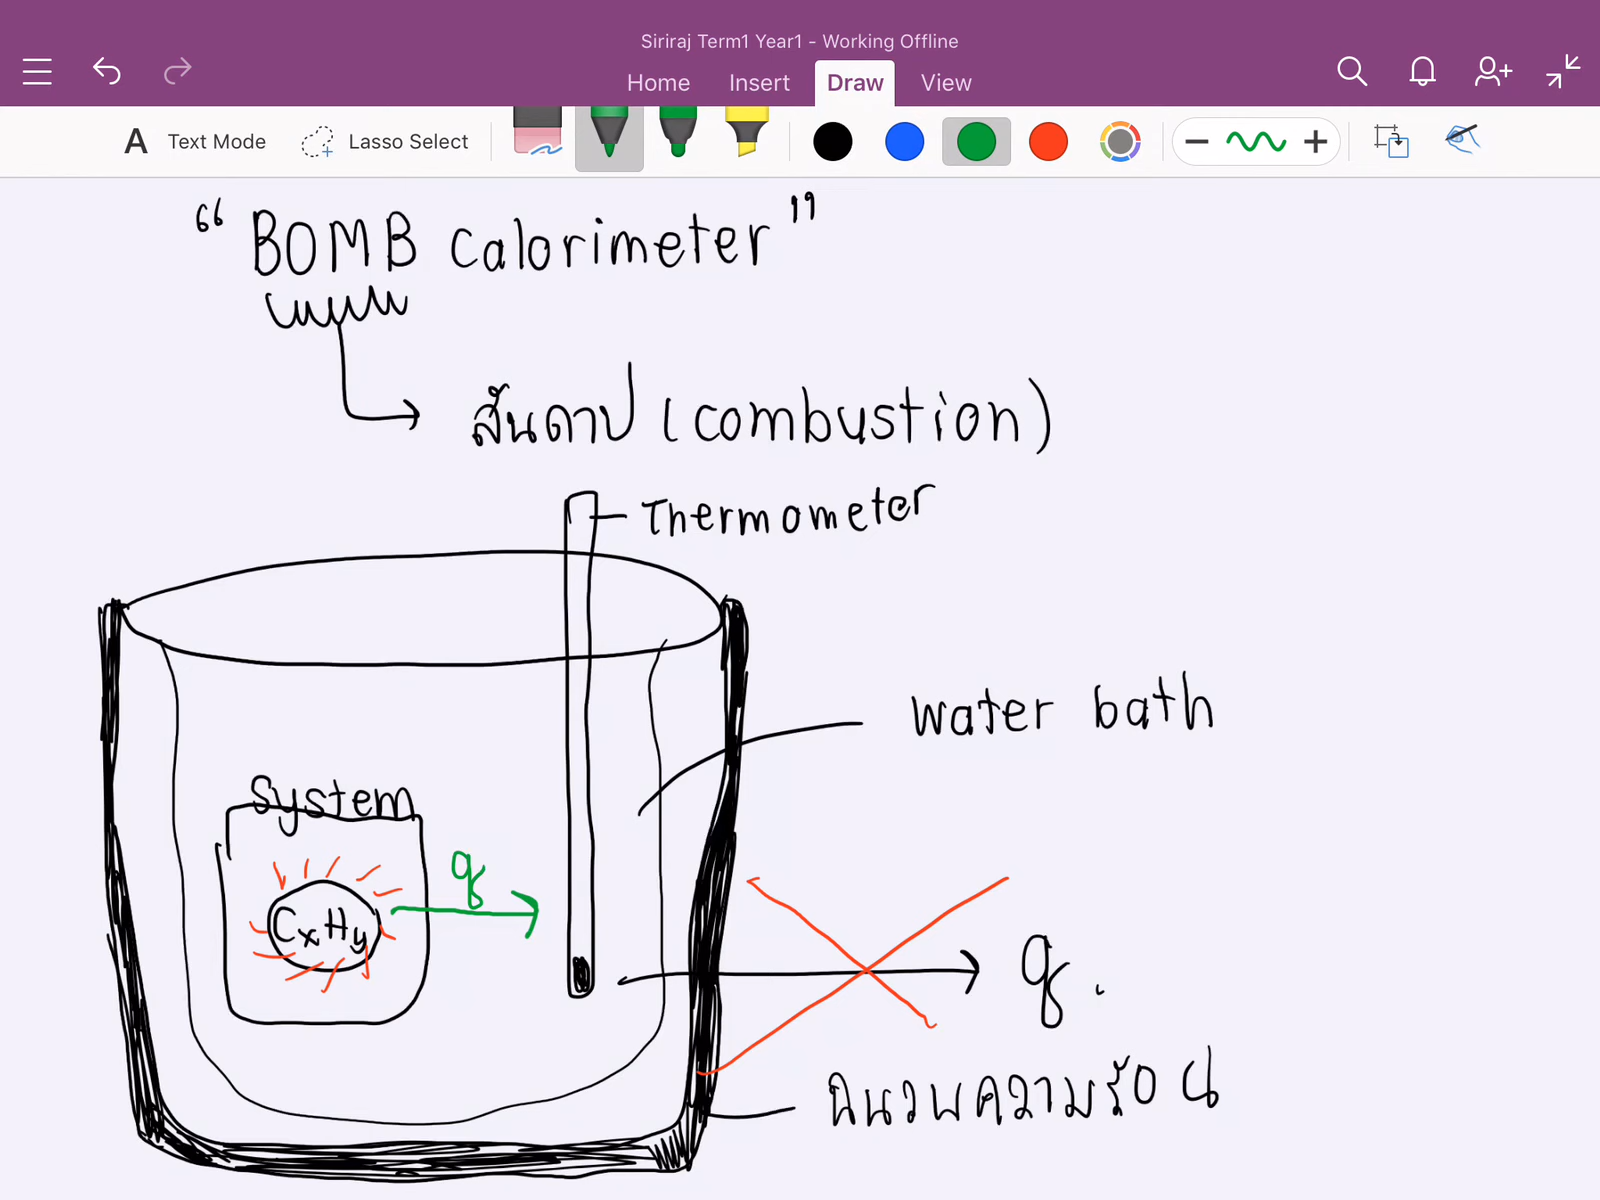 Siriraj Term1 Year1 - Working Offline
Home Insert Draw View
A Text Mode Lasso Select
“BOMB calorimeter”
สันดาป (combustion)
Thermometer
water bath
system
q
CxHy
q.
ฉนวนความร้อน